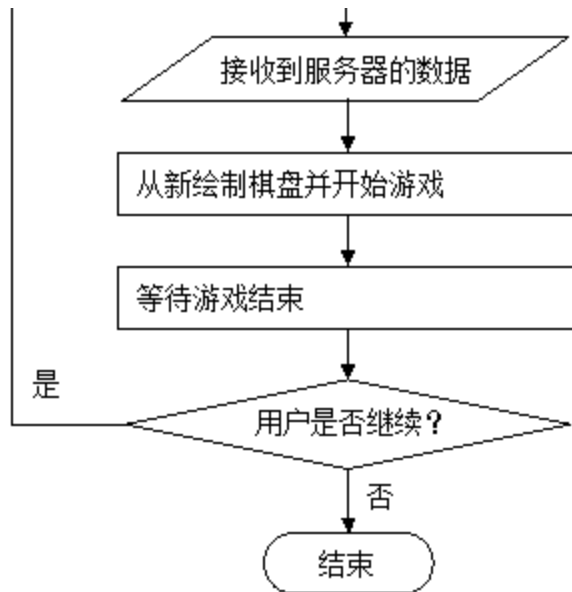 接收到服务器的数据
从新绘制棋盘并开始游戏
等待游戏结束
是
用户是否继续？
否
结束